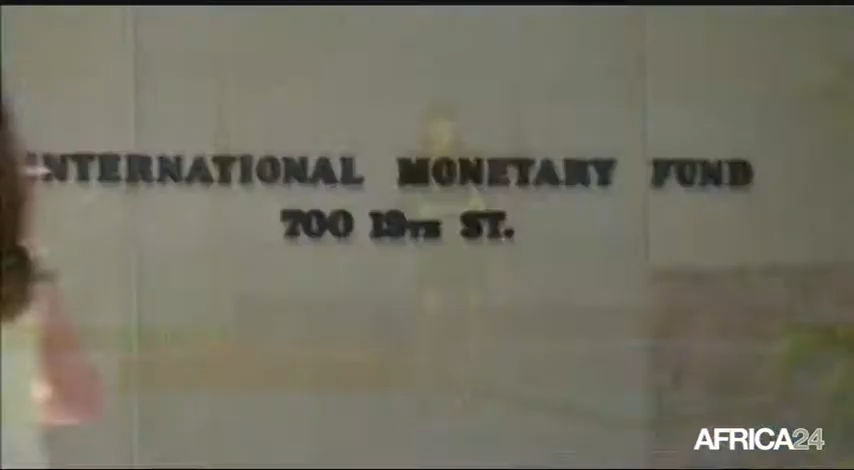 INTERNATIONAL MONETARY FUND
700 19TH ST.
AFRICA24